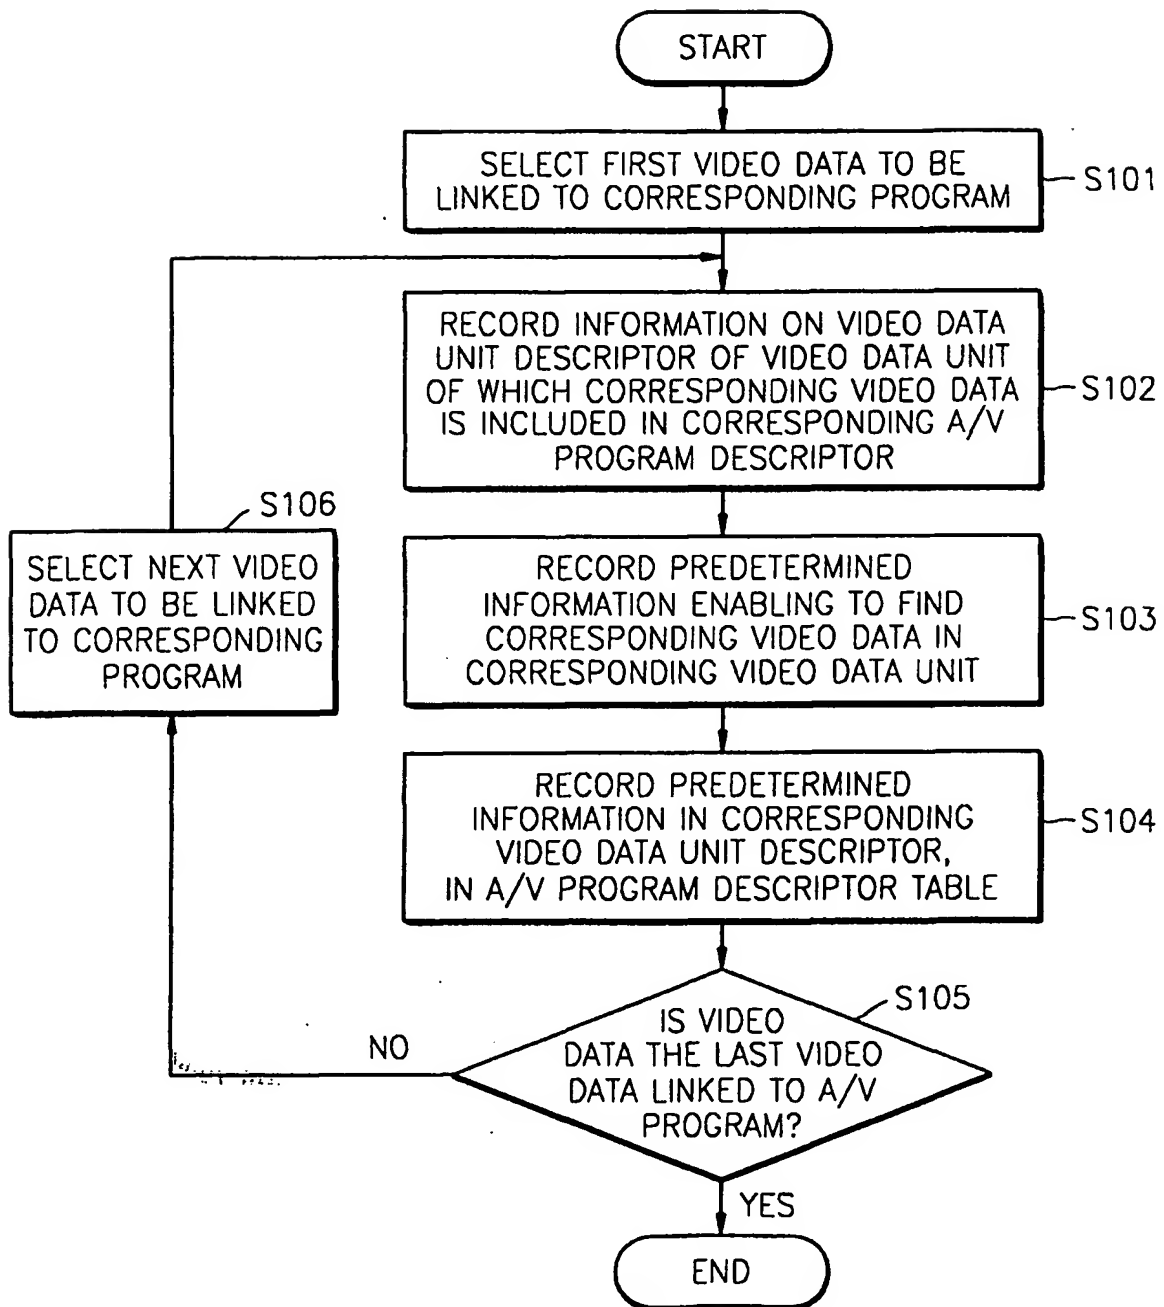 START
SELECT FIRST VIDEO DATA TO BE
LINKED TO CORRESPONDING PROGRAM
S101
RECORD INFORMATION ON VIDEO DATA
UNIT DESCRIPTOR OF VIDEO DATA UNIT
OF WHICH CORRESPONDING VIDEO DATA
IS INCLUDED IN CORRESPONDING A/V
PROGRAM DESCRIPTOR
S102
S106
SELECT NEXT VIDEO
DATA TO BE LINKED
TO CORRESPONDING
PROGRAM
RECORD PREDETERMINED
INFORMATION ENABLING TO FIND
CORRESPONDING VIDEO DATA IN
CORRESPONDING VIDEO DATA UNIT
S103
RECORD PREDETERMINED
INFORMATION IN CORRESPONDING
VIDEO DATA UNIT DESCRIPTOR,
IN A/V PROGRAM DESCRIPTOR TABLE
S104
S105
IS VIDEO
DATA THE LAST VIDEO
DATA LINKED TO A/V
PROGRAM?
NO
YES
END